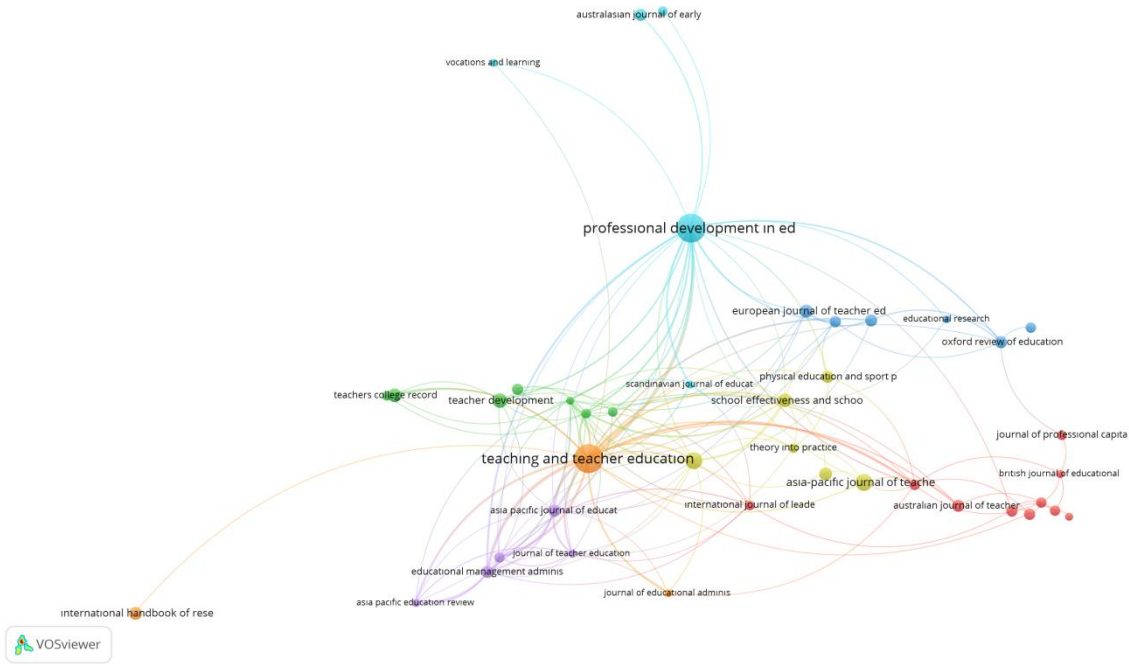 australasian journal of early
vocations and learning
professional development in ed
european journal of teacher ed
educational research
oxford review of education
physical education and sport p
scandinavian journal of educat
teachers college record
teacher development
school effectiveness and schoo
journal of professional capita
theory into practice
teaching and teacher education
british journal of educational
asia-pacific journal of teache
international journal of leade
australian journal of teacher
asia pacific journal of educat
journal of teacher education
educational management adminis
journal of educational adminis
asia pacific education review
international handbook of rese
VOSviewer